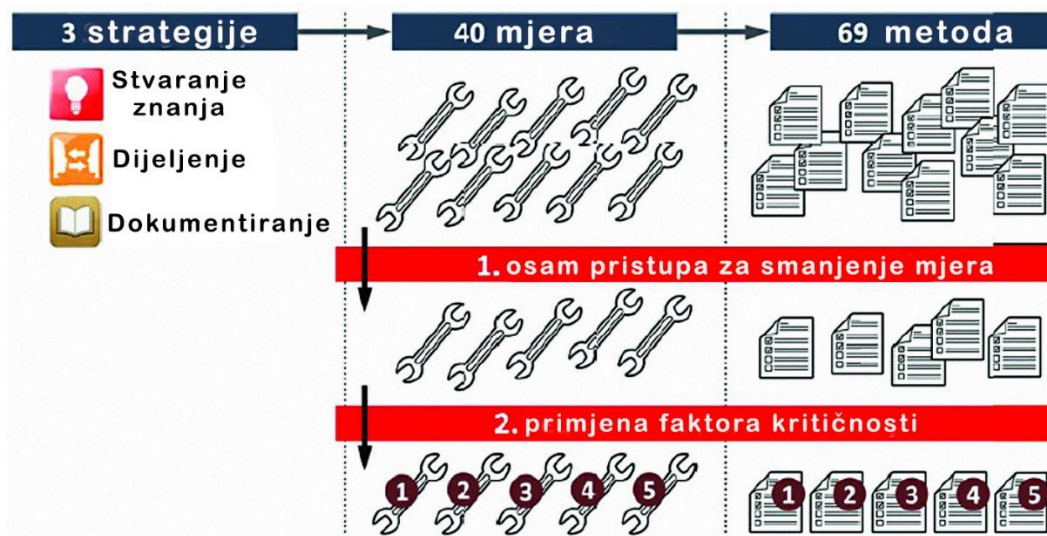 3 strategije
40 mjera
69 metoda
Stvaranje
znanja
Dijeljenje
Dokumentiranje
2
1. osam pristupa za smanjenje mjera
2. primjena faktora kritičnosti
1 2 3 4 5
1 2 3 4 5